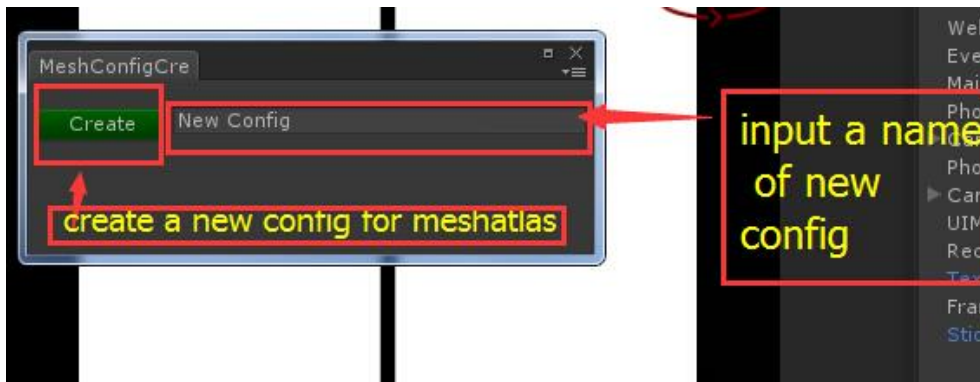 MeshConfigCre
Create
New Config
create a new config for meshatlas
input a name
of new
config
Mai
Pho
Pho
Car
UIM
Rec
Fra
Stic